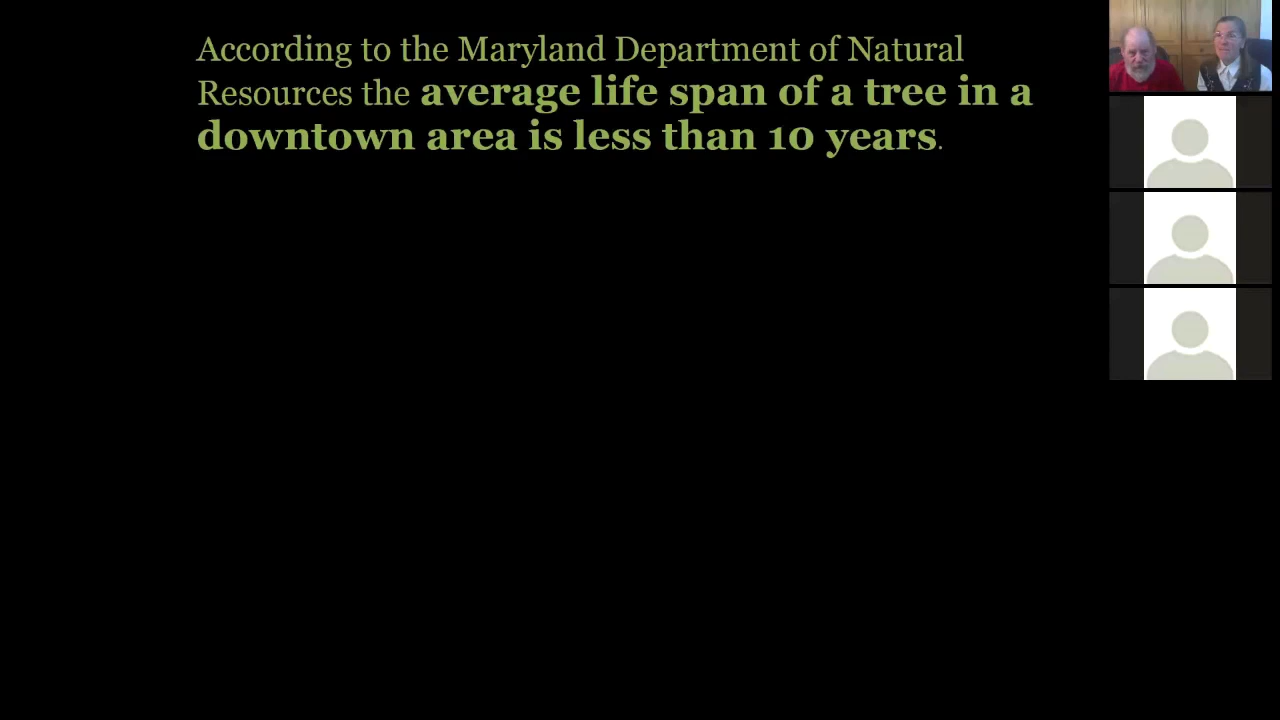 According to the Maryland Department of Natural
Resources the average life span of a tree in a
downtown area is less than 10 years.